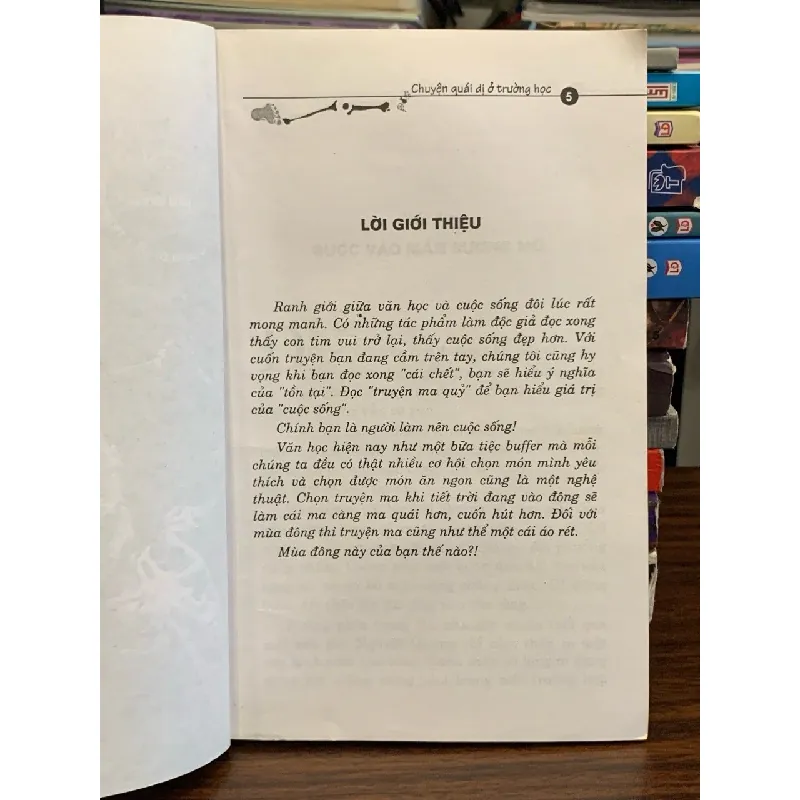 Chuyện quái dị ở trường học 5
LỜI GIỚI THIỆU
Ranh giới giữa văn học và cuộc sống đôi lúc rất
mong manh. Có những tác phẩm làm độc giả đọc xong
thấy con tim vui trở lại, thấy cuộc sống đẹp hơn. Với
cuốn truyện bạn đang cầm trên tay, chúng tôi cũng hy
vọng khi bạn đọc xong "cái chết", bạn sẽ hiểu ý nghĩa
của "tồn tại". Đọc "truyện ma quỷ" để bạn hiểu giá trị
của "cuộc sống".
Chính bạn là người làm nên cuộc sống!
Văn học hiện nay như một bữa tiệc buffer mà mỗi
chúng ta đều có thật nhiều cơ hội chọn món mình yêu
thích và chọn được món ăn ngon cũng là một nghệ
thuật. Chọn truyện ma khi tiết trời đang vào đông sẽ
làm cái ma càng ma quái hơn, cuốn hút hơn. Đối với
mùa đông thì truyện ma cũng như thể một cái áo rét.
Mùa đông này của bạn thế nào?!